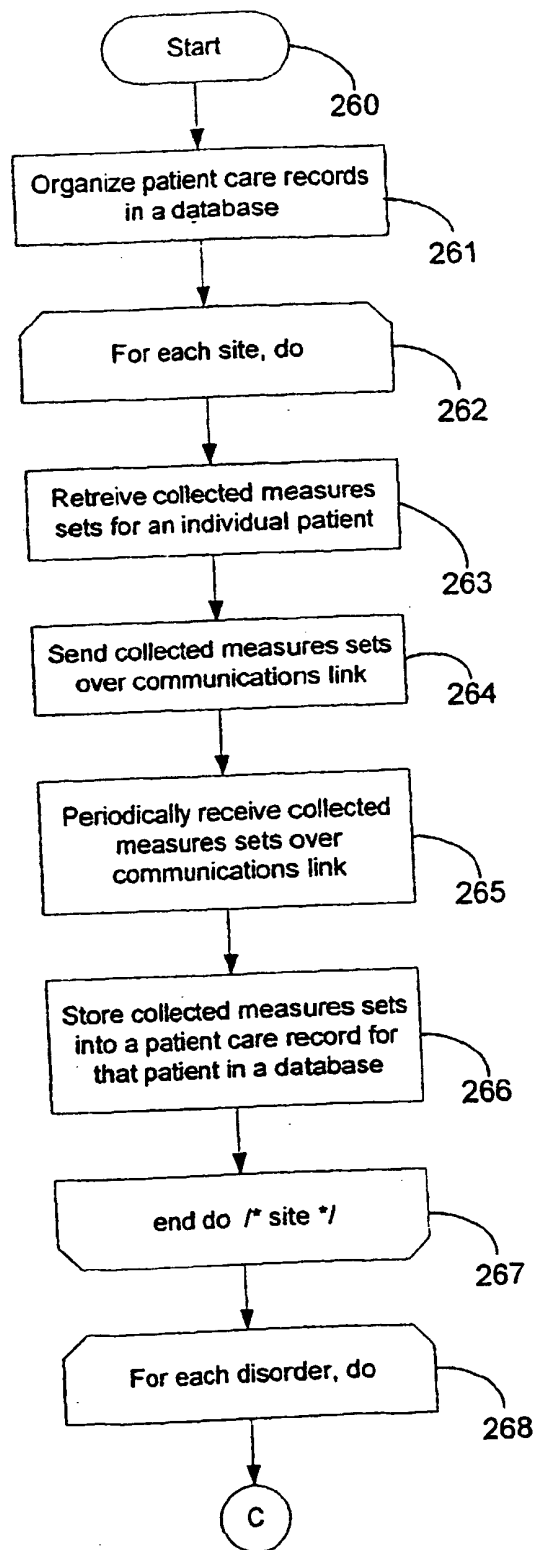 Start
260
Organize patient care records
in a database
261
For each site, do
262
Retreive collected measures
sets for an individual patient
263
Send collected measures sets
over communications link
264
Periodically receive collected
measures sets over
communications link
265
Store collected measures sets
into a patient care record for
that patient in a database
266
end do /* site */
267
For each disorder, do
268
C